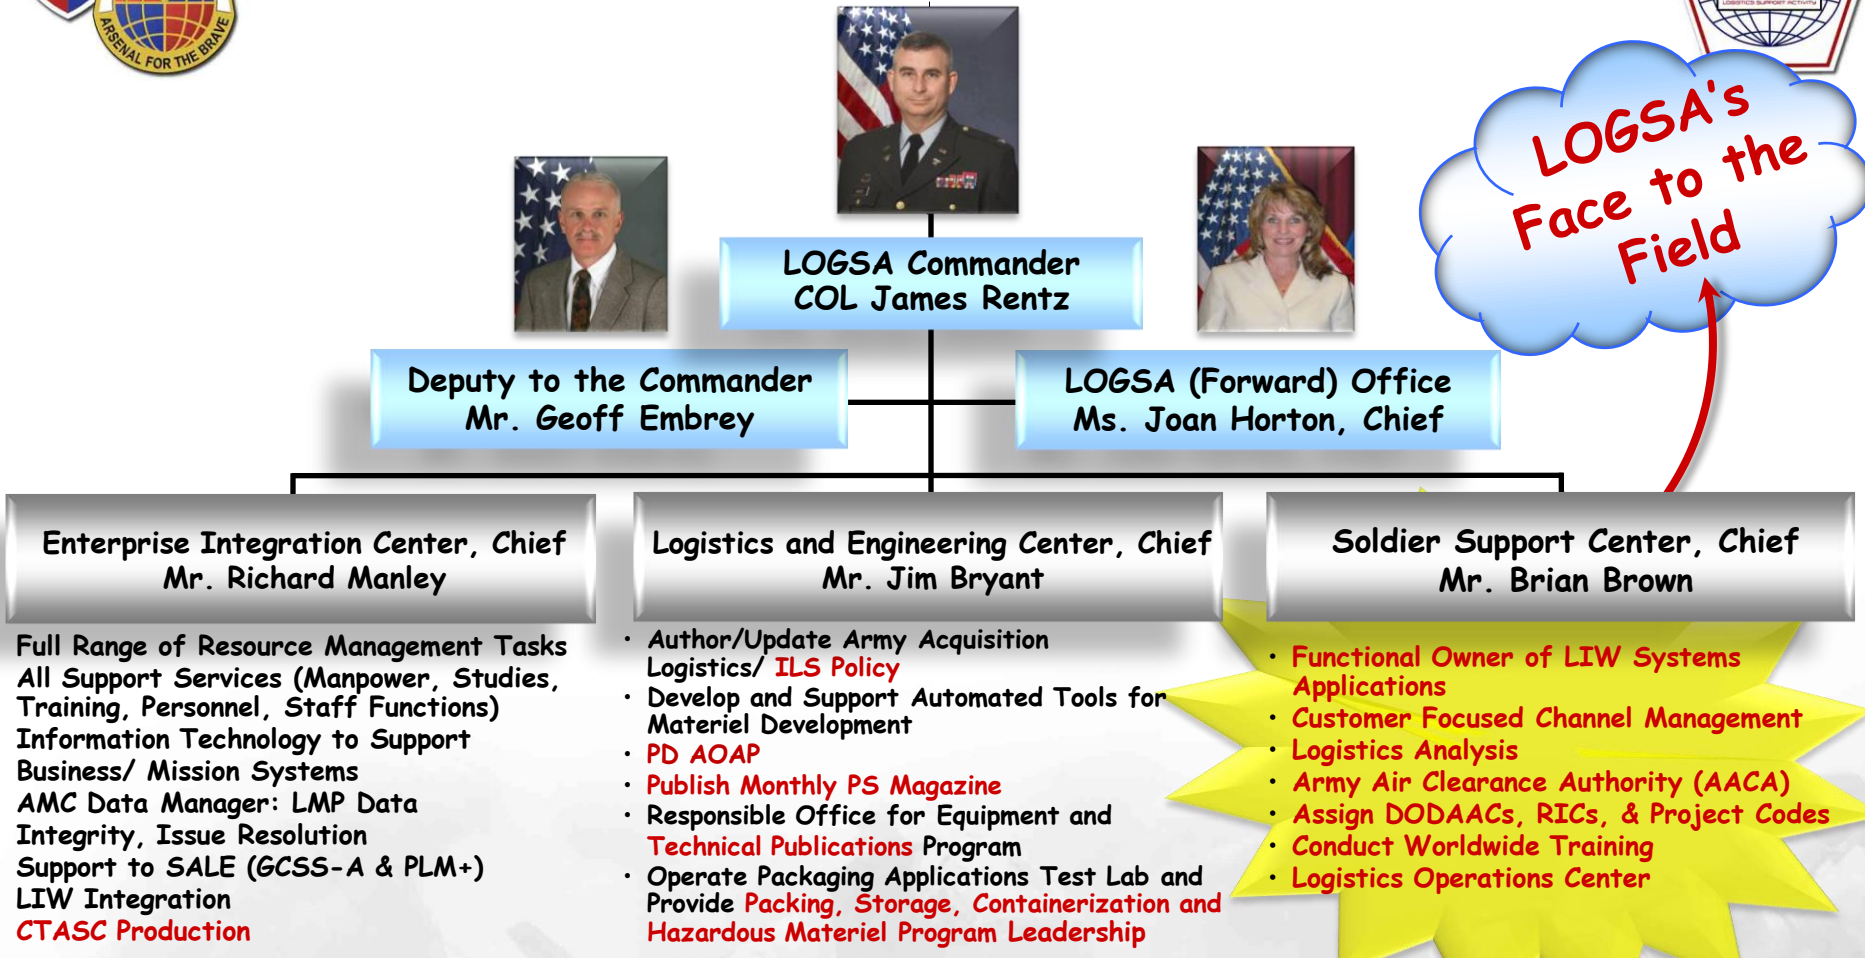 ARSENAL FOR THE BRAVE
LOGISTICS SUPPORT ACTIVITY
LOGSA's
Face to the
Field
LOGSA Commander
COL James Rentz
Deputy to the Commander
Mr. Geoff Embrey
LOGSA (Forward) Office
Ms. Joan Horton, Chief
Enterprise Integration Center, Chief
Mr. Richard Manley
Full Range of Resource Management Tasks
All Support Services (Manpower, Studies,
Training, Personnel, Staff Functions)
Information Technology to Support
Business/ Mission Systems
AMC Data Manager: LMP Data
Integrity, Issue Resolution
Support to SALE (GCSS-A & PLM+)
LIW Integration
CTASC Production
Logistics and Engineering Center, Chief
Mr. Jim Bryant
• Author/Update Army Acquisition
Logistics/ ILS Policy
• Develop and Support Automated Tools for
Materiel Development
• PD AOAP
• Publish Monthly PS Magazine
• Responsible Office for Equipment and
Technical Publications Program
• Operate Packaging Applications Test Lab and
Provide Packing, Storage, Containerization and
Hazardous Materiel Program Leadership
Soldier Support Center, Chief
Mr. Brian Brown
• Functional Owner of LIW Systems
Applications
• Customer Focused Channel Management
• Logistics Analysis
• Army Air Clearance Authority (AACA)
• Assign DODAACs, RICs, & Project Codes
• Conduct Worldwide Training
• Logistics Operations Center